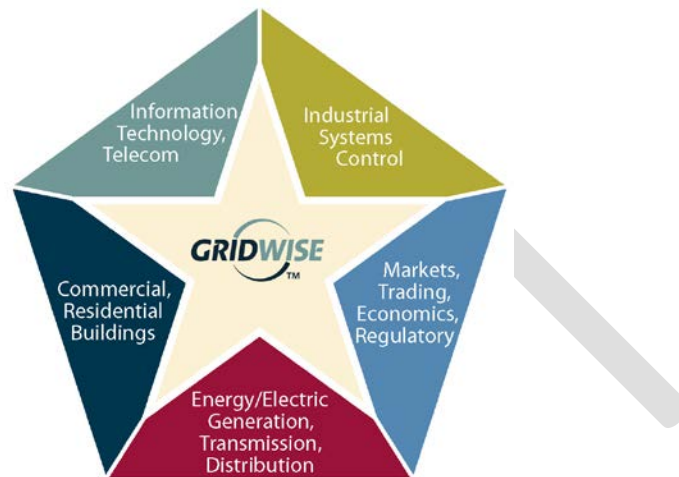 Information
Technology,
Telecom
Industrial
Systems
Control
GRIDWISE
TM
Commercial,
Residential
Buildings
Markets,
Trading,
Economics,
Regulatory
Energy/Electric
Generation,
Transmission,
Distribution